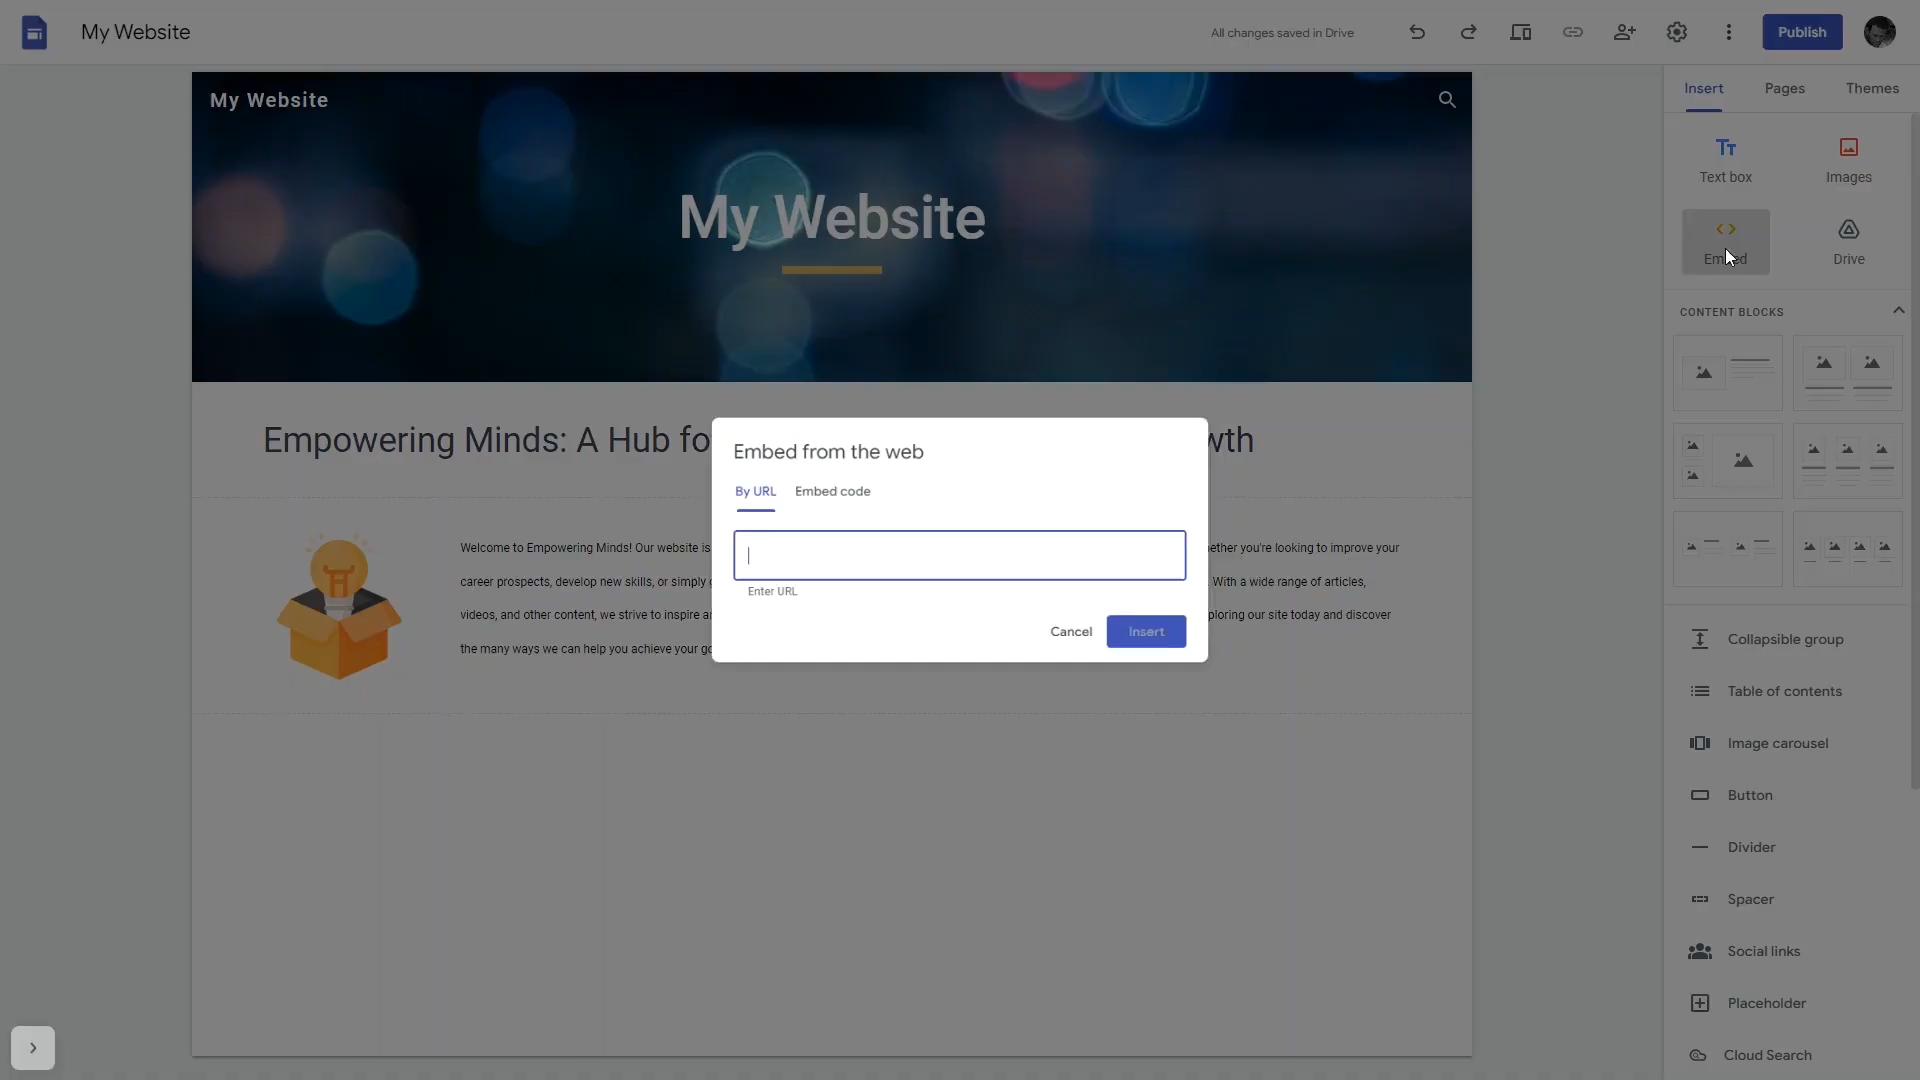 My Website
All changes saved in Drive
Publish
My Website
My Website
Insert
Pages
Themes
Text box
Images
Embed
Drive
CONTENT BLOCKS
Empowering Minds: A Hub fo
wth
Embed from the web
By URL
Embed code
Enter URL
Cancel
Insert
Welcome to Empowering Minds! Our website is
ether you're looking to improve your
career prospects, develop new skills, or simply
With a wide range of articles,
videos, and other content, we strive to inspire
ploring our site today and discover
the many ways we can help you achieve your
Collapsible group
Table of contents
Image carousel
Button
Divider
Spacer
Social links
Placeholder
Cloud Search